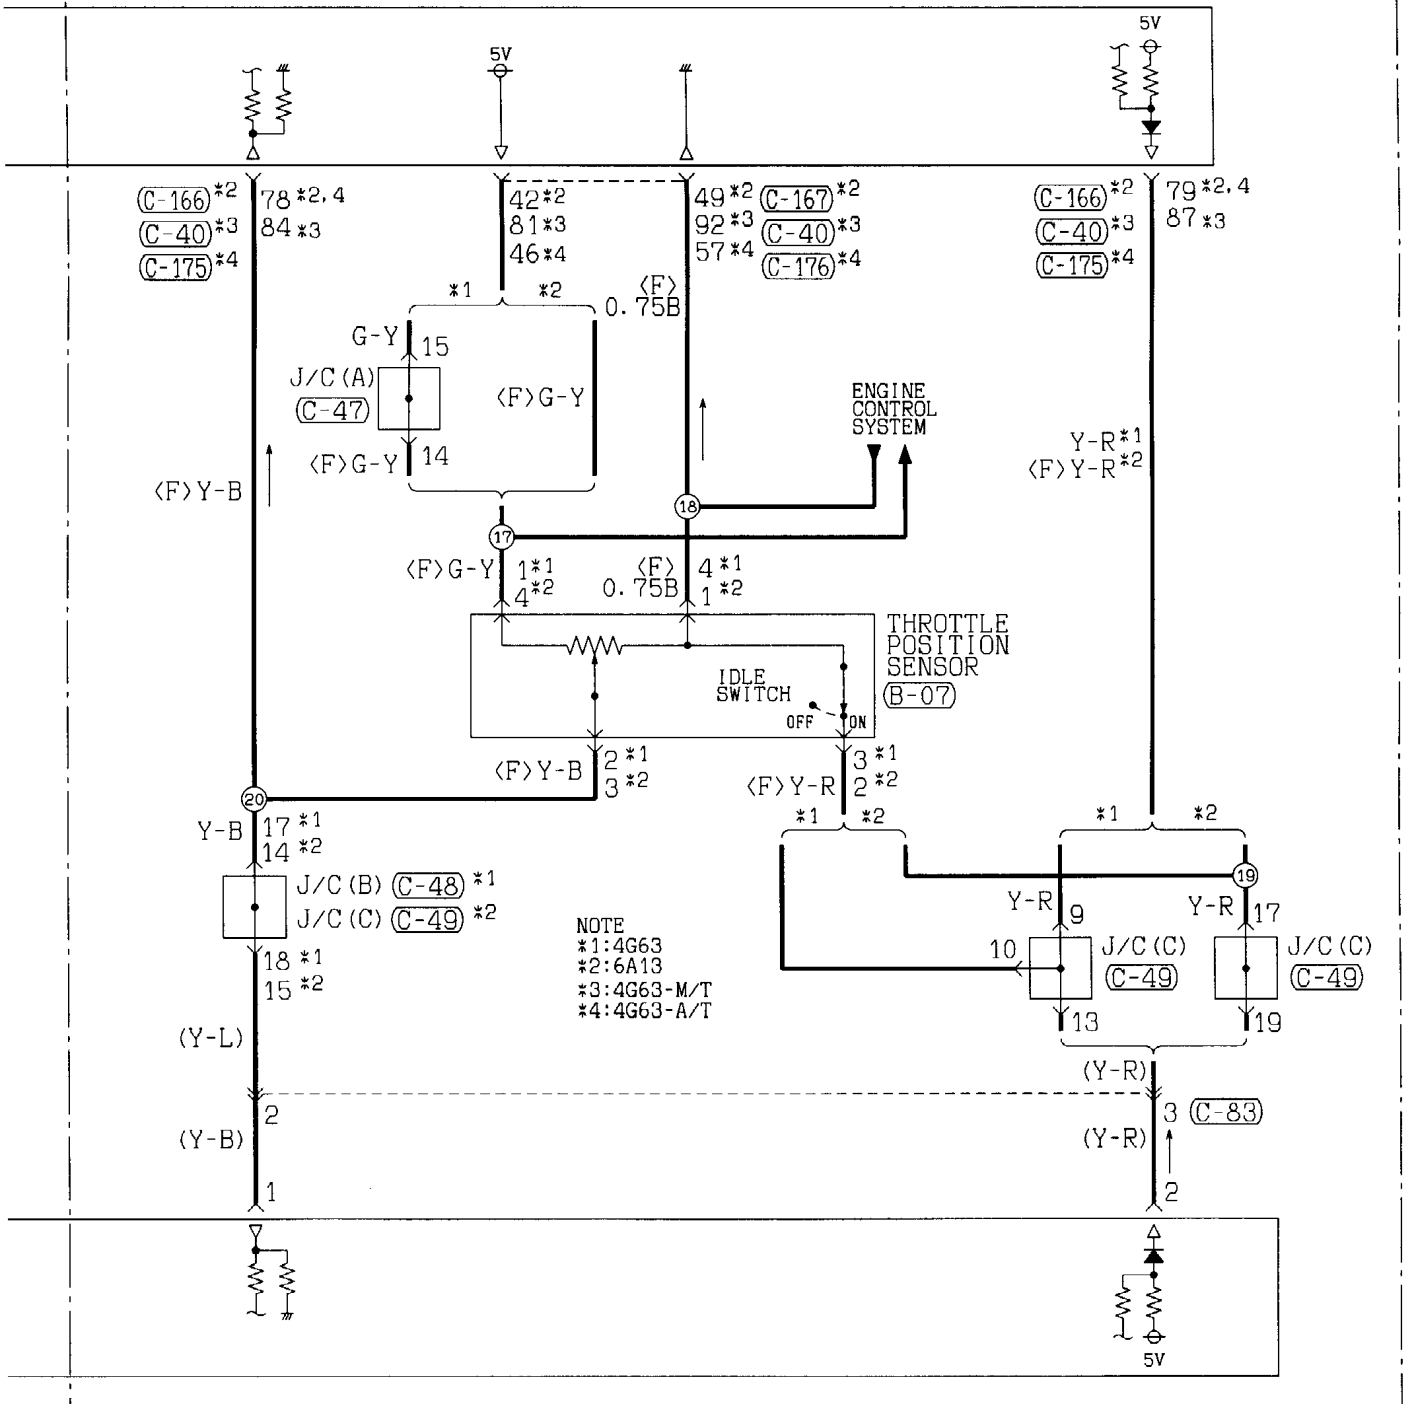 5V
5V
C-166 *2 78 *2,4
C-40 *3 84 *3
C-175 *4
42 *2
81 *3
46 *4
49 *2 C-167 *2
92 *3 C-40 *3
57 *4 C-176 *4
C-166 *2 79 *2,4
C-40 *3 87 *3
C-175 *4
*1 *2
<F>
0.75B
G-Y 15
J/C(A)
C-47
<F>G-Y 14
<F>G-Y
ENGINE
CONTROL
SYSTEM
Y-R *1
<F>Y-R *2
<F>Y-B
18
17
<F>G-Y 1 *1
4 *2
<F> 4 *1
0.75B 1 *2
THROTTLE
POSITION
SENSOR
B-07
IDLE
SWITCH
OFF ON
<F>Y-B 2 *1
3 *2
<F>Y-R 3 *1
2 *2
20
*1 *2
*1 *2
Y-B 17 *1
14 *2
J/C(B) C-48 *1
J/C(C) C-49 *2
18 *1
15 *2
19
Y-R 9
Y-R 17
10
J/C(C)
C-49
J/C(C)
C-49
13
19
NOTE
*1:4G63
*2:6A13
*3:4G63-M/T
*4:4G63-A/T
(Y-L)
(Y-R)
2
3 C-83
(Y-B)
(Y-R)
1
2
5V